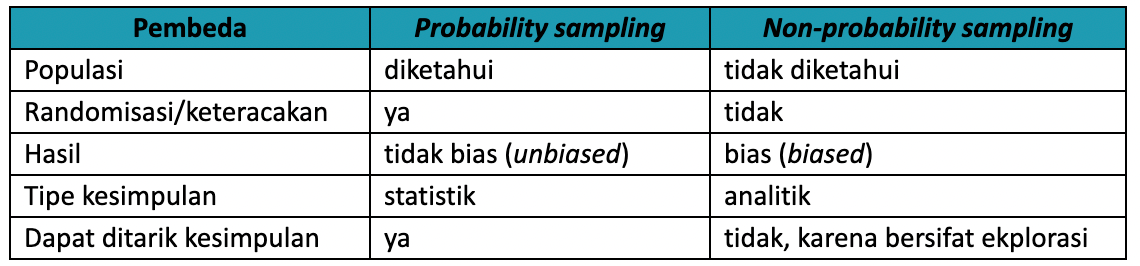 Pembeda Probability sampling Non-probability sampling
Populasi diketahui tidak diketahui
Randomisasi/keteracakan ya tidak
Hasil tidak bias (unbiased) bias (biased)
Tipe kesimpulan statistik analitik
Dapat ditarik kesimpulan ya tidak, karena bersifat ekplorasi